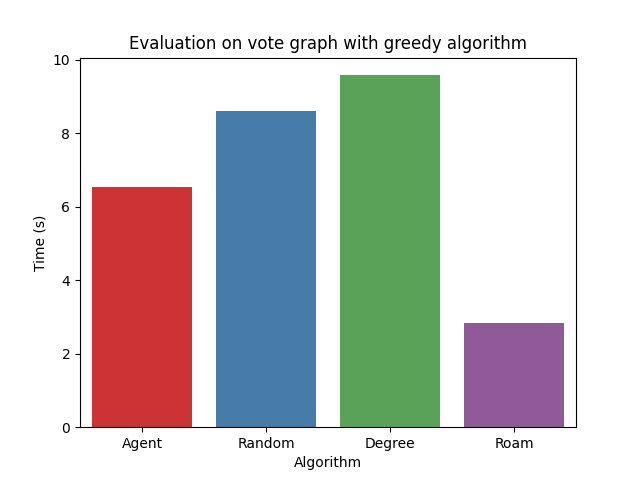 Evaluation on vote graph with greedy algorithm
10
8
6
4
2
0
Time (s)
Agent Random Degree Roam
Algorithm